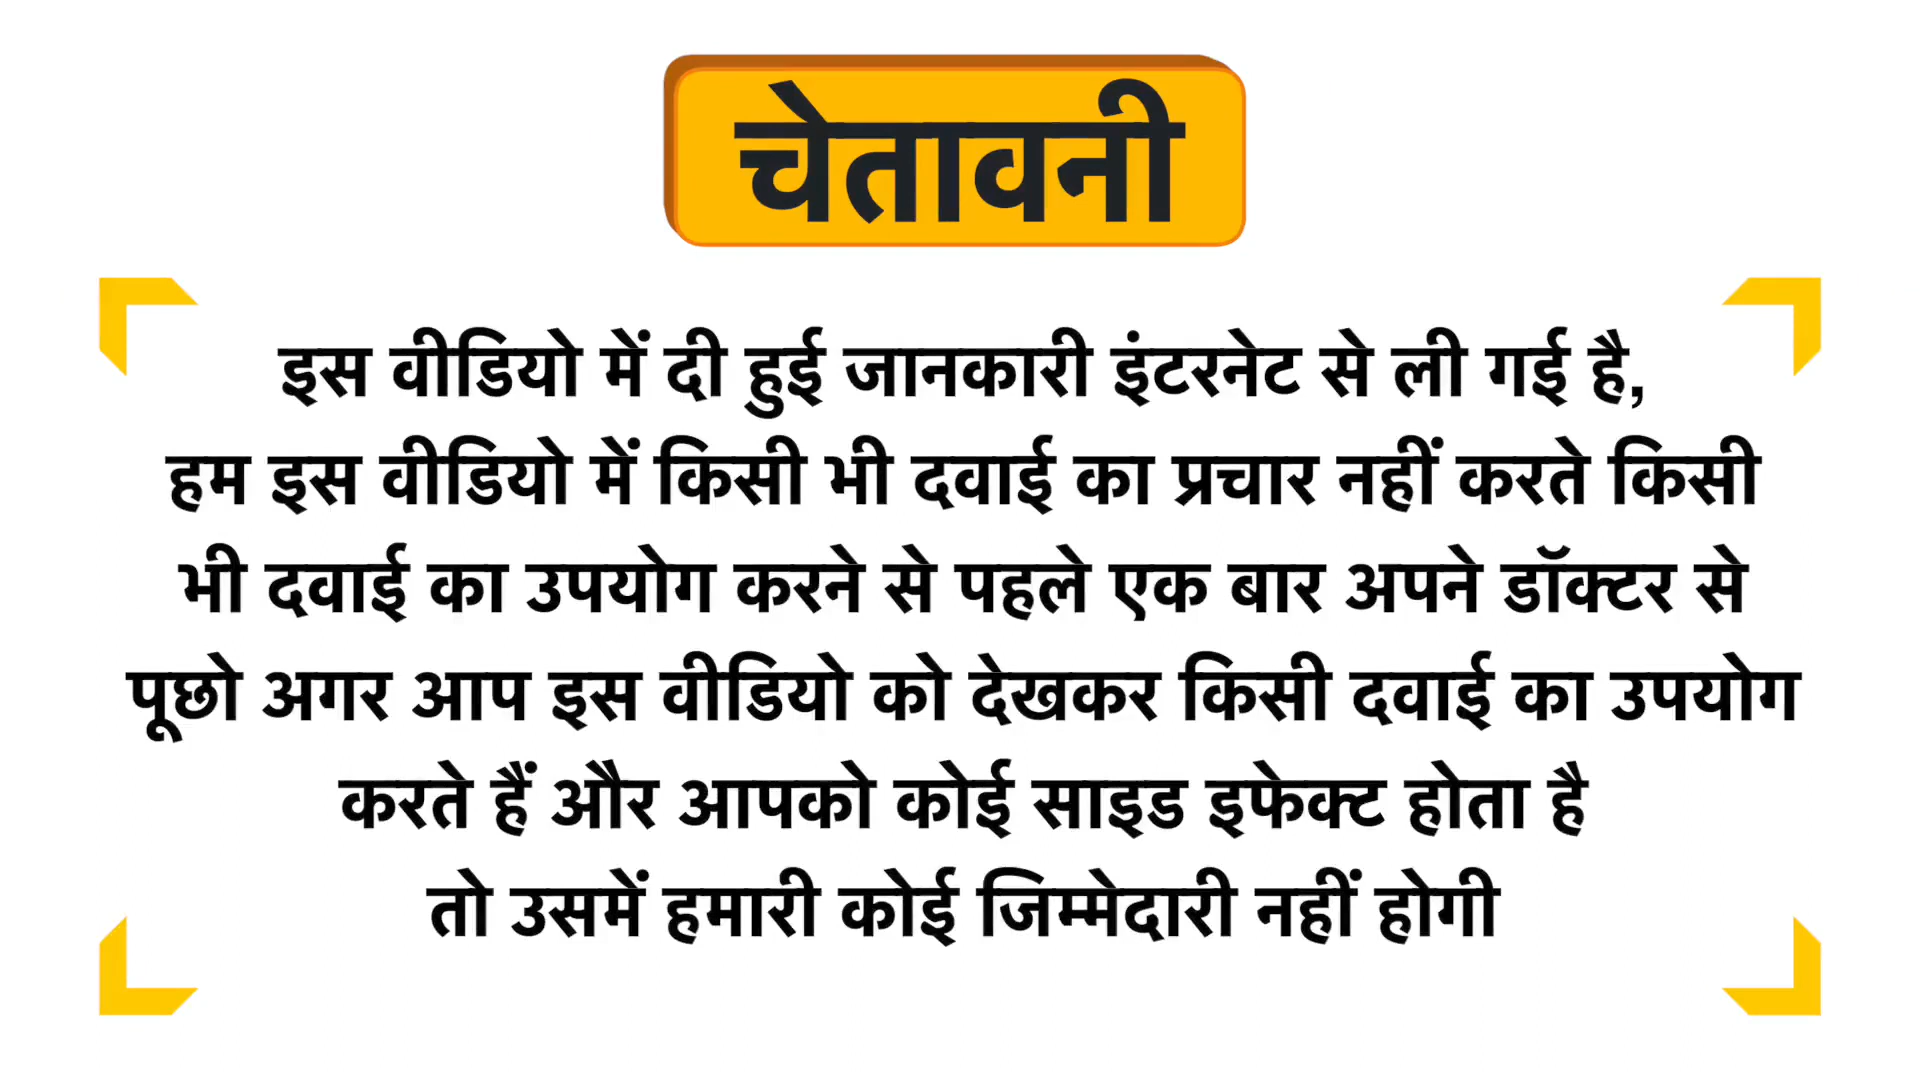 चेतावनी
इस वीडियो में दी हुई जानकारी इंटरनेट से ली गई है,
हम इस वीडियो में किसी भी दवाई का प्रचार नहीं करते किसी
भी दवाई का उपयोग करने से पहले एक बार अपने डॉक्टर से
पूछो अगर आप इस वीडियो को देखकर किसी दवाई का उपयोग
करते हैं और आपको कोई साइड इफेक्ट होता है
तो उसमें हमारी कोई जिम्मेदारी नहीं होगी